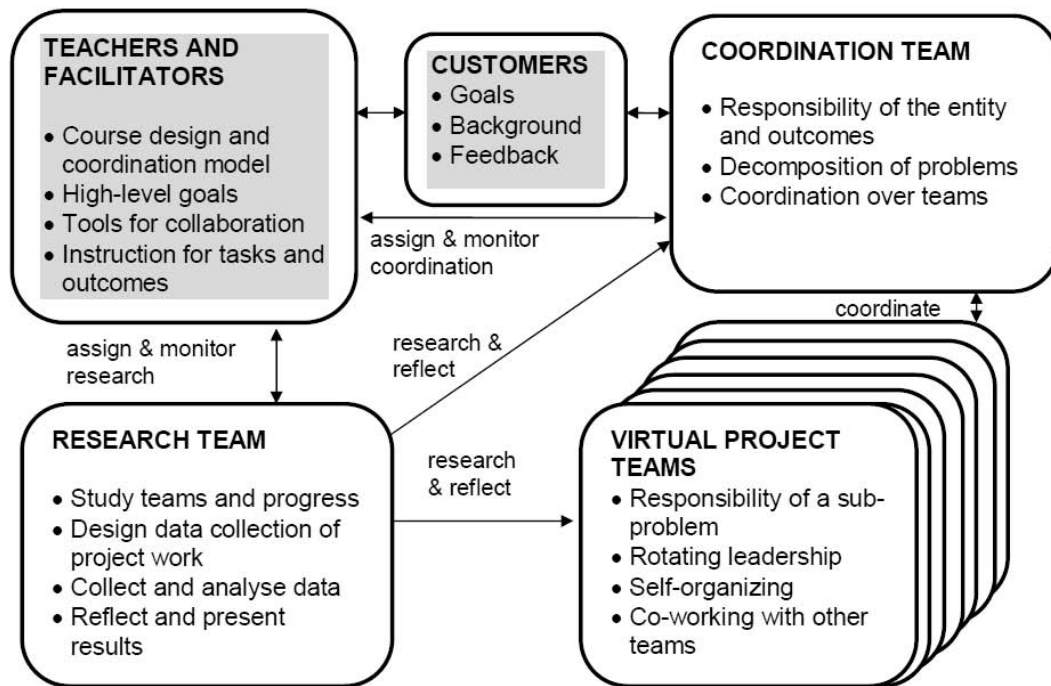 TEACHERS AND
FACILITATORS
• Course design and
coordination model
• High-level goals
• Tools for collaboration
• Instruction for tasks and
outcomes
CUSTOMERS
• Goals
• Background
• Feedback
COORDINATION TEAM
• Responsibility of the entity
and outcomes
• Decomposition of problems
• Coordination over teams
assign & monitor
coordination
coordinate
assign & monitor
research
research &
reflect
RESEARCH TEAM
• Study teams and progress
• Design data collection of
project work
• Collect and analyse data
• Reflect and present
results
research
& reflect
VIRTUAL PROJECT
TEAMS
• Responsibility of a sub-
problem
• Rotating leadership
• Self-organizing
• Co-working with other
teams